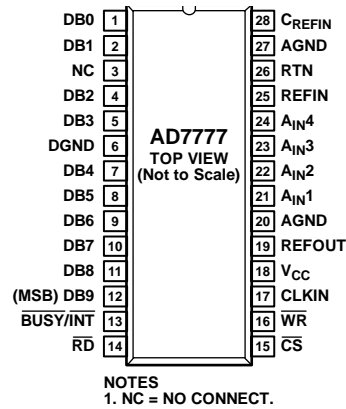 DB0 1
DB1 2
NC 3
DB2 4
DB3 5
DGND 6
DB4 7
DB5 8
DB6 9
DB7 10
DB8 11
(MSB) DB9 12
BUSY/INT 13
RD 14
AD7777
TOP VIEW
(Not to Scale)
28 CREFIN
27 AGND
26 RTN
25 REFIN
24 AIN4
23 AIN3
22 AIN2
21 AIN1
20 AGND
19 REFOUT
18 VCC
17 CLKIN
16 WR
15 CS
NOTES
1. NC = NO CONNECT.